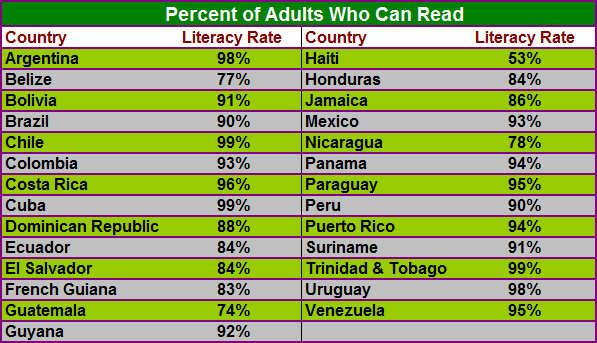 Percent of Adults Who Can Read
Country Literacy Rate Country Literacy Rate
Argentina 98% Haiti 53%
Belize 77% Honduras 84%
Bolivia 91% Jamaica 86%
Brazil 90% Mexico 93%
Chile 99% Nicaragua 78%
Colombia 93% Panama 94%
Costa Rica 96% Paraguay 95%
Cuba 99% Peru 90%
Dominican Republic 88% Puerto Rico 94%
Ecuador 84% Suriname 91%
El Salvador 84% Trinidad & Tobago 99%
French Guiana 83% Uruguay 98%
Guatemala 74% Venezuela 95%
Guyana 92%